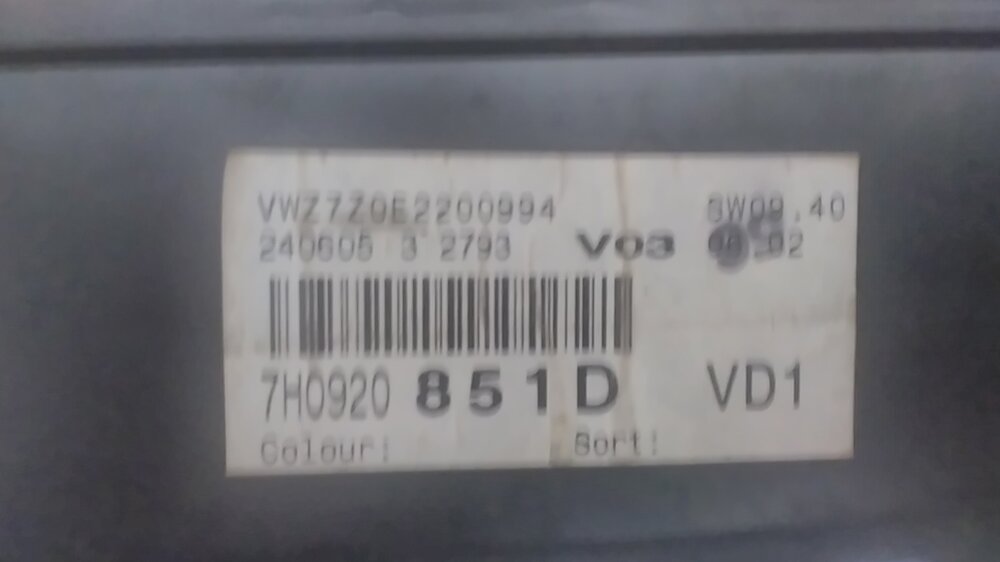 VWZ7Z0E2200994 SW09.40
240605 3 2793 V03
7H0920 851D VD1
Colour: Sort: